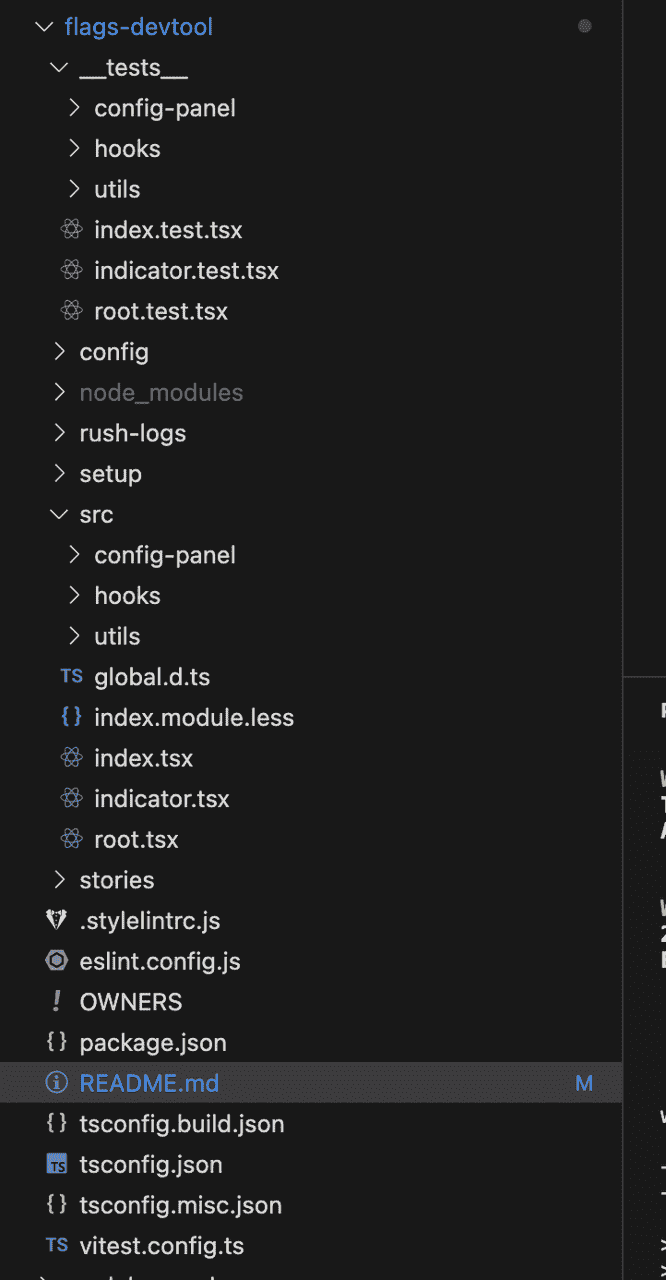 flags-devtool
__tests__
config-panel
hooks
utils
index.test.tsx
indicator.test.tsx
root.test.tsx
config
node_modules
rush-logs
setup
src
config-panel
hooks
utils
TS global.d.ts
{} index.module.less
index.tsx
indicator.tsx
root.tsx
stories
.stylelintrc.js
eslint.config.js
! OWNERS
{} package.json
README.md M
{} tsconfig.build.json
TS tsconfig.json
{} tsconfig.misc.json
TS vitest.config.ts